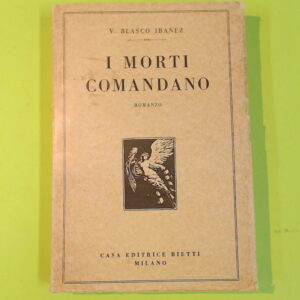 V. BLASCO IBAÑEZ
I MORTI
COMANDANO
ROMANZO
CASA EDITRICE BIETTI
MILANO